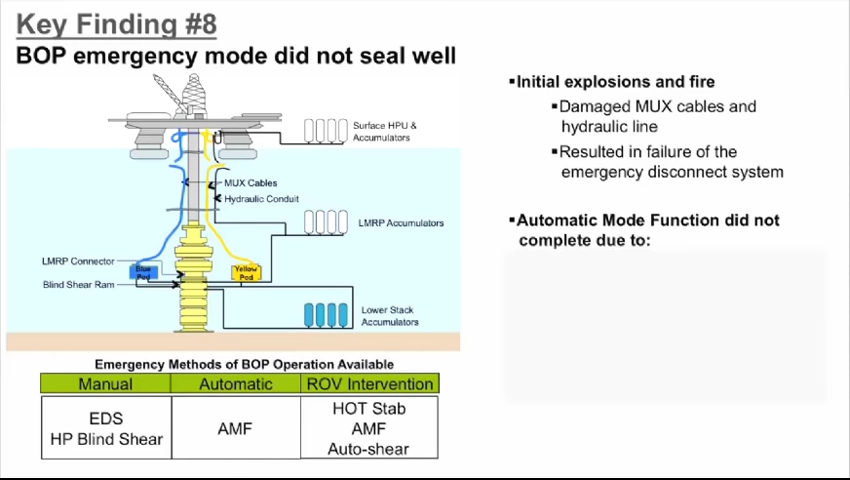 Key Finding #8
BOP emergency mode did not seal well
Surface HPU &
Accumulators
MUX Cables
Hydraulic Conduit
LMRP Accumulators
LMRP Connector
Blue
Pod
Yellow
Pod
Blind Shear Ram
Lower Stack
Accumulators
Emergency Methods of BOP Operation Available
Manual Automatic ROV Intervention
EDS
HP Blind Shear
AMF
HOT Stab
AMF
Auto-shear
▪Initial explosions and fire
▪Damaged MUX cables and
hydraulic line
▪Resulted in failure of the
emergency disconnect system
▪Automatic Mode Function did not
complete due to: